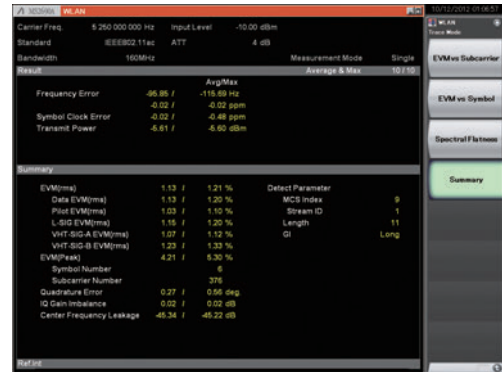 WLAN
10/12/2012 01:06:57
Carrier Freq. 5 250 000 000 Hz Input Level -10.00 dBm
Standard IEEE802.11ac ATT 4 dB
Bandwidth 160MHz Measurement Mode Single
Result Average & Max 10/10
Avg/Max
Frequency Error -95.85 / -115.69 Hz
-0.02 / -0.02 ppm
Symbol Clock Error -0.02 / -0.48 ppm
Transmit Power -5.61 / -5.60 dBm
Summary
EVM(rms) 1.13 / 1.21 % Detect Parameter
Data EVM(rms) 1.13 / 1.20 % MCS Index 9
Pilot EVM(rms) 1.03 / 1.10 % Stream ID 1
L-SIG EVM(rms) 1.15 / 1.20 % Length 11
VHT-SIG-A EVM(rms) 1.07 / 1.12 % GI Long
VHT-SIG-B EVM(rms) 1.23 / 1.33 %
EVM(Peak) 4.21 / 5.30 %
Symbol Number 6
Subcarrier Number 376
Quadrature Error 0.27 / 0.56 deg.
IQ Gain Imbalance 0.02 / 0.02 dB
Center Frequency Leakage -45.34 / -45.22 dB
Ref.Int
WLAN
Trace Mode
EVM vs Subcarrier
EVM vs Symbol
Spectral Flatness
Summary